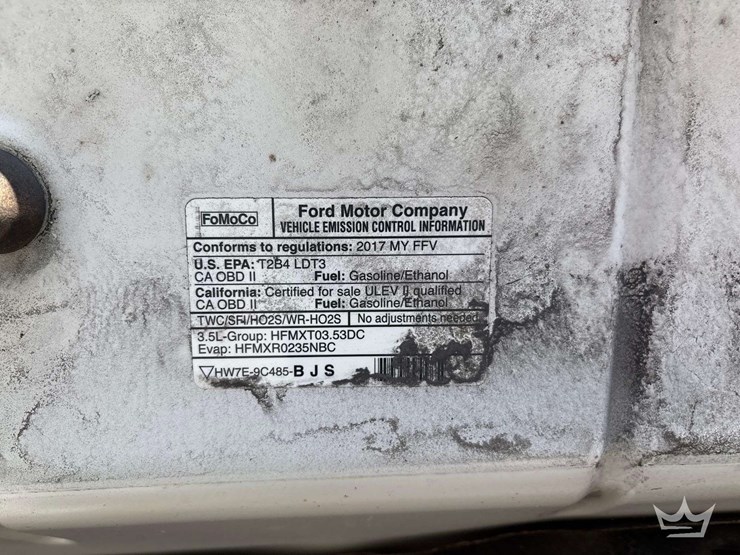 FoMoCo
Ford Motor Company
VEHICLE EMISSION CONTROL INFORMATION
Conforms to regulations: 2017 MY FFV
U.S. EPA: T2B4 LDT3
CA OBD II Fuel: Gasoline/Ethanol
California: Certified for sale ULEV II qualified
CA OBD II Fuel: Gasoline/Ethanol
TWC/SFI/HO2S/WR-HO2S No adjustments needed
3.5L-Group: HFMXT03.53DC
Evap: HFMXR0235NBC
HW7E-9C485-BJS